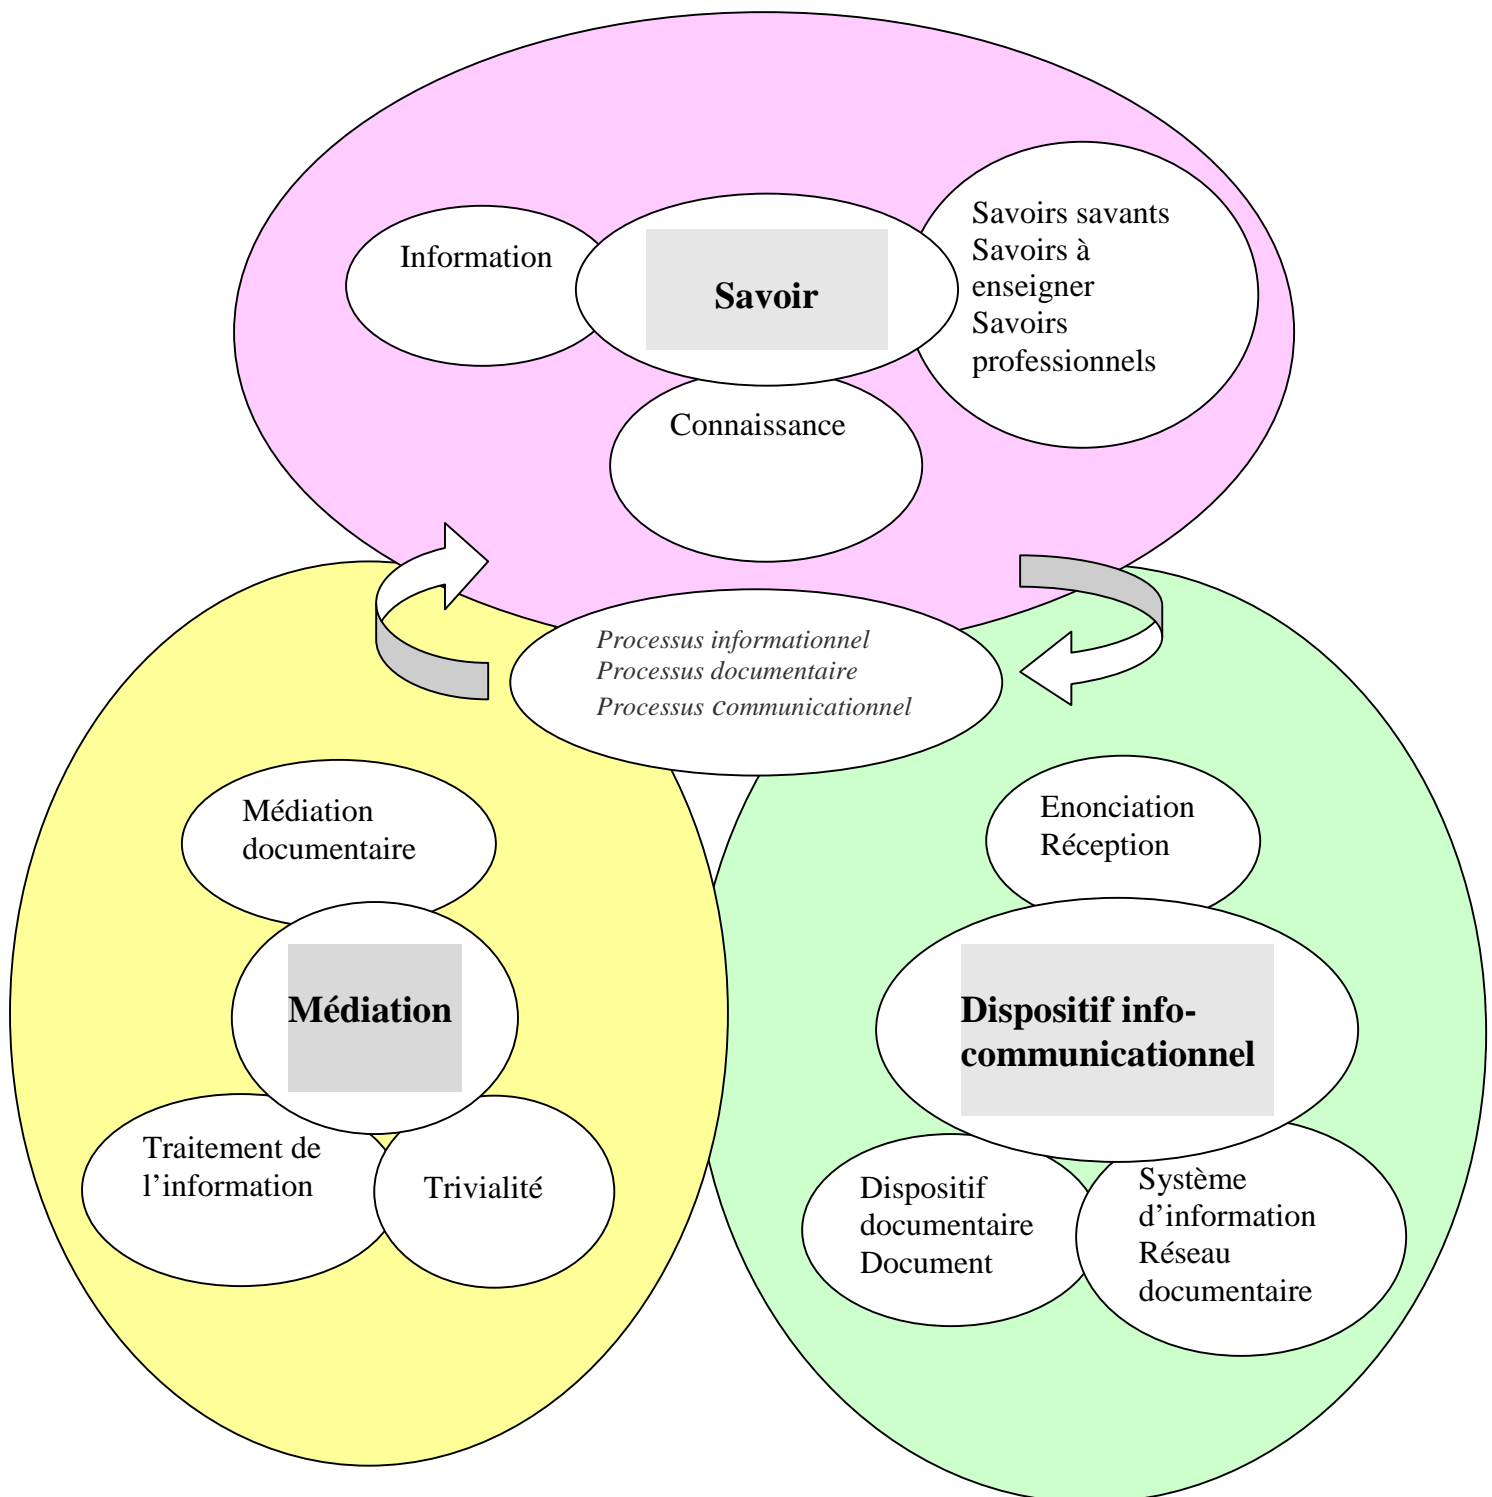 Information
Savoir
Savoirs savants
Savoirs à
enseigner
Savoirs
professionnels
Connaissance
Processus informationnel
Processus documentaire
Processus communicationnel
Médiation
documentaire
Médiation
Traitement de
l’information
Trivialité
Enonciation
Réception
Dispositif info-
communicationnel
Dispositif
documentaire
Document
Système
d’information
Réseau
documentaire